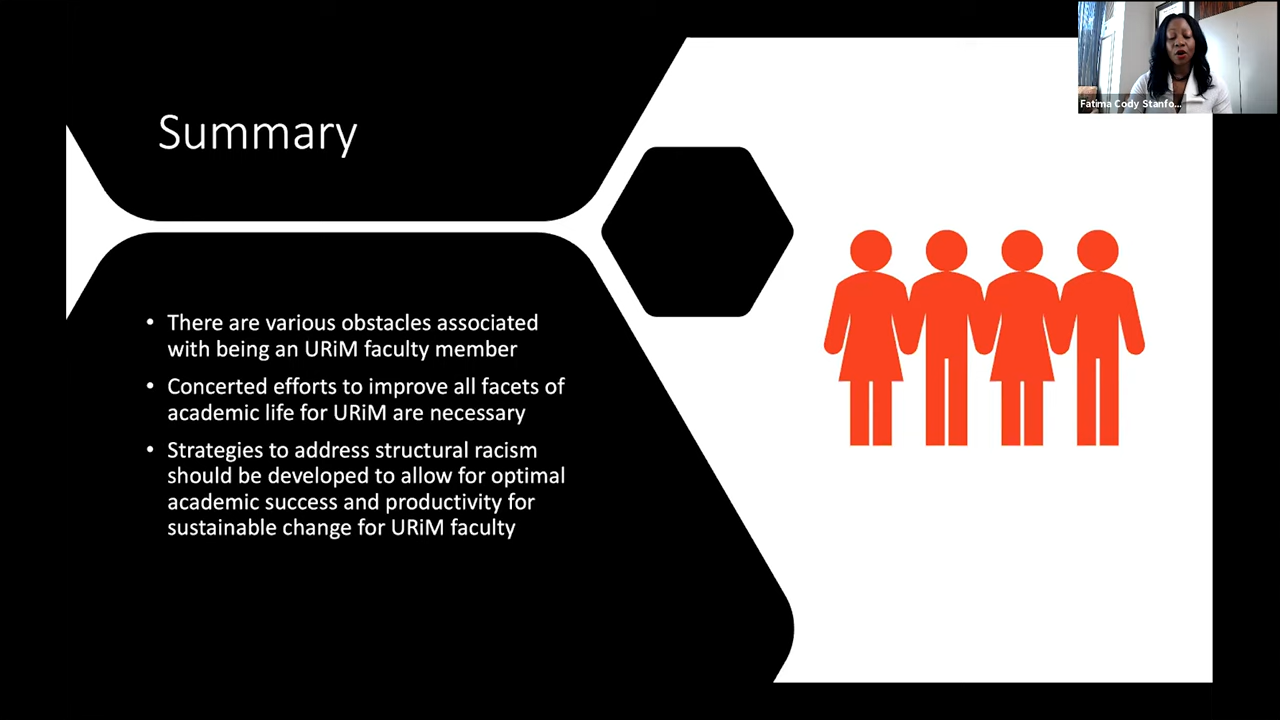 Fatima Cody Stanfo...
Summary
• There are various obstacles associated
with being an URiM faculty member
• Concerted efforts to improve all facets of
academic life for URiM are necessary
• Strategies to address structural racism
should be developed to allow for optimal
academic success and productivity for
sustainable change for URiM faculty